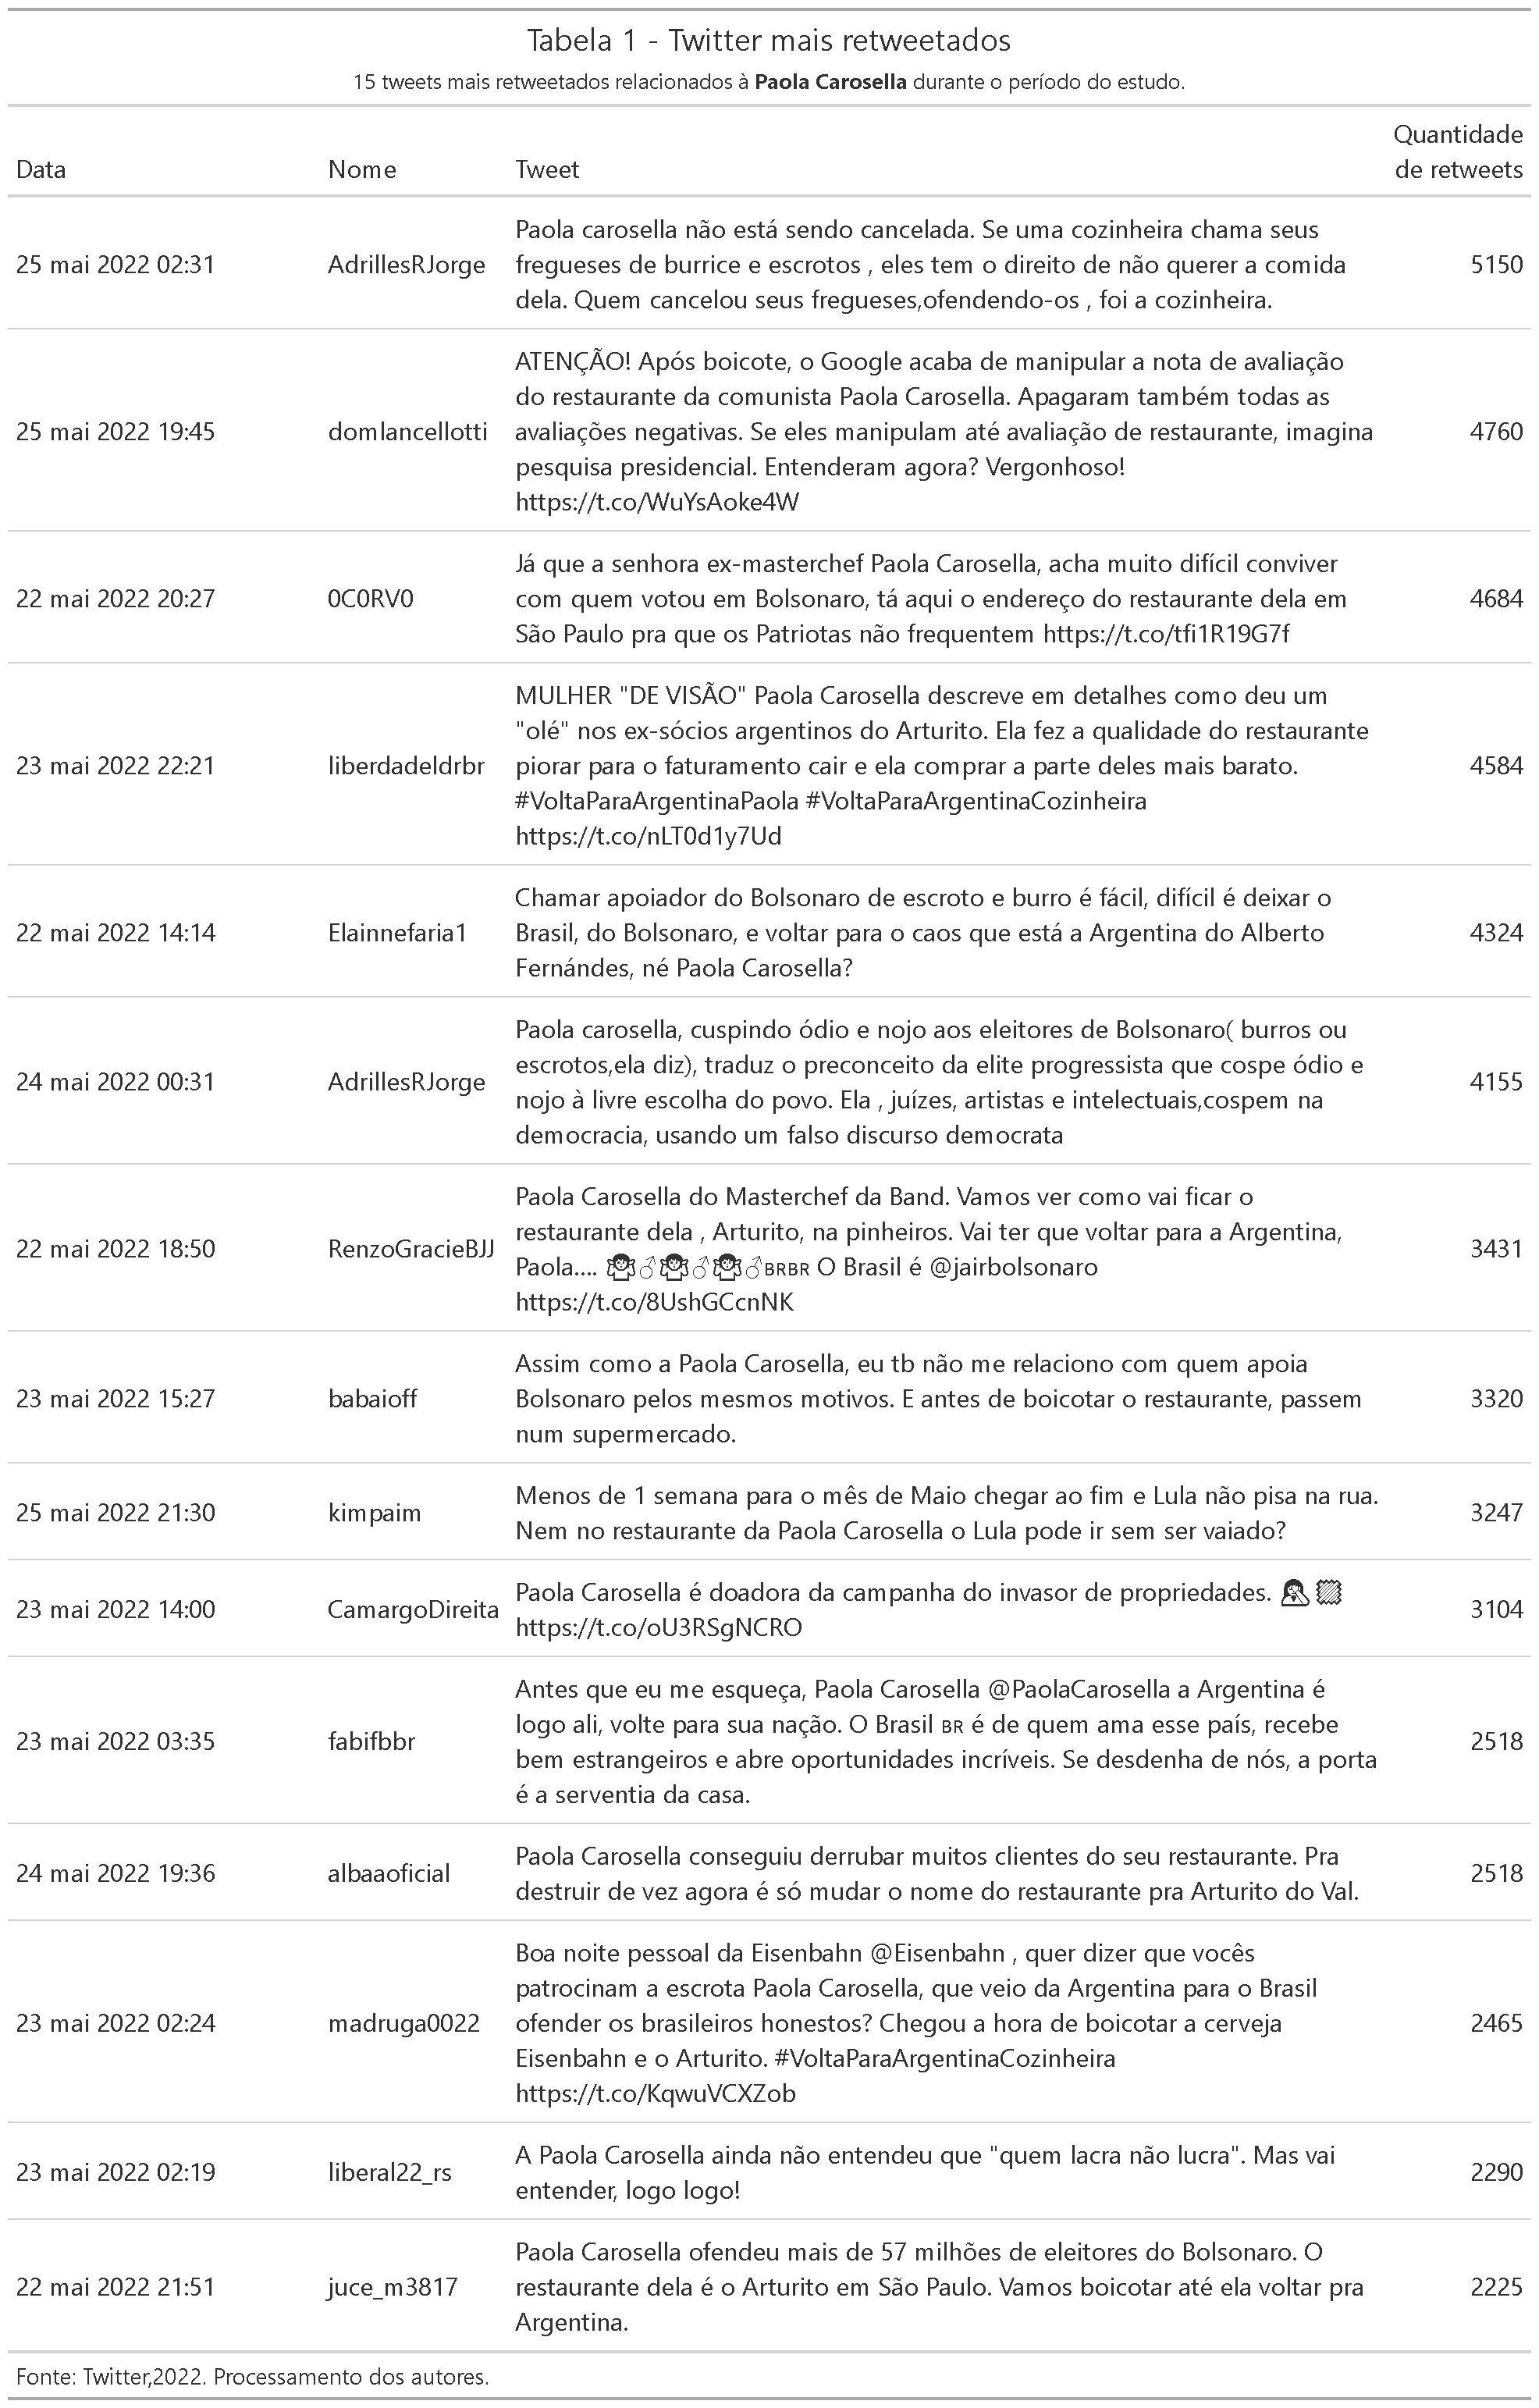 Tabela 1 - Twitter mais retweetados
15 tweets mais retweetados relacionados à Paola Carosella durante o período do estudo.
Data Nome Tweet Quantidade
de retweets
Paola carosella não está sendo cancelada. Se uma cozinheira chama seus
25 mai 2022 02:31 AdrillesRJorge fregueses de burrice e escrotos , eles tem o direito de não querer a comida 5150
dela. Quem cancelou seus fregueses,ofendendo-os , foi a cozinheira.
ATENÇÃO! Após boicote, o Google acaba de manipular a nota de avaliação
do restaurante da comunista Paola Carosella. Apagaram também todas as
25 mai 2022 19:45 domlancellotti avaliações negativas. Se eles manipulam até avaliação de restaurante, imagina 4760
pesquisa presidencial. Entenderam agora? Vergonhoso!
https://t.co/WuYsAoke4W
Já que a senhora ex-masterchef Paola Carosella, acha muito difícil conviver
22 mai 2022 20:27 0C0RV0 com quem votou em Bolsonaro, tá aqui o endereço do restaurante dela em 4684
São Paulo pra que os Patriotas não frequentem https://t.co/tfi1R19G7f
MULHER "DE VISÃO" Paola Carosella descreve em detalhes como deu um
"olé" nos ex-sócios argentinos do Arturito. Ela fez a qualidade do restaurante
23 mai 2022 22:21 liberdadeldrbr piorar para o faturamento cair e ela comprar a parte deles mais barato. 4584
#VoltaParaArgentinaPaola #VoltaParaArgentinaCozinheira
https://t.co/nLT0d1y7Ud
Chamar apoiador do Bolsonaro de escroto e burro é fácil, difícil é deixar o
22 mai 2022 14:14 Elainnefaria1 Brasil, do Bolsonaro, e voltar para o caos que está a Argentina do Alberto 4324
Fernándes, né Paola Carosella?
Paola carosella, cuspindo ódio e nojo aos eleitores de Bolsonaro( burros ou
24 mai 2022 00:31 AdrillesRJorge escrotos,ela diz), traduz o preconceito da elite progressista que cospe ódio e 4155
nojo à livre escolha do povo. Ela , juízes, artistas e intelectuais,cospem na
democracia, usando um falso discurso democrata
Paola Carosella do Masterchef da Band. Vamos ver como vai ficar o
22 mai 2022 18:50 RenzoGracieBJJ restaurante dela , Arturito, na pinheiros. Vai ter que voltar para a Argentina, 3431
Paola.... 🙆♂🙆♂🙆♂BRBR O Brasil é @jairbolsonaro
https://t.co/8UshGCcnNK
Assim como a Paola Carosella, eu tb não me relaciono com quem apoia
23 mai 2022 15:27 babaioff Bolsonaro pelos mesmos motivos. E antes de boicotar o restaurante, passem 3320
num supermercado.
25 mai 2022 21:30 kimpaim Menos de 1 semana para o mês de Maio chegar ao fim e Lula não pisa na rua. 3247
Nem no restaurante da Paola Carosella o Lula pode ir sem ser vaiado?
23 mai 2022 14:00 CamargoDireita Paola Carosella é doadora da campanha do invasor de propriedades. 3104
https://t.co/oU3RSgNCRO
Antes que eu me esqueça, Paola Carosella @PaolaCarosella a Argentina é
23 mai 2022 03:35 fabifbbr logo ali, volte para sua nação. O Brasil BR é de quem ama esse país, recebe 2518
bem estrangeiros e abre oportunidades incríveis. Se desdenha de nós, a porta
é a serventia da casa.
24 mai 2022 19:36 albaaoficial Paola Carosella conseguiu derrubar muitos clientes do seu restaurante. Pra 2518
destruir de vez agora é só mudar o nome do restaurante pra Arturito do Val.
Boa noite pessoal da Eisenbahn @Eisenbahn , quer dizer que vocês
patrocinam a escrota Paola Carosella, que veio da Argentina para o Brasil
23 mai 2022 02:24 madruga0022 ofender os brasileiros honestos? Chegou a hora de boicotar a cerveja 2465
Eisenbahn e o Arturito. #VoltaParaArgentinaCozinheira
https://t.co/KqwuVCXZob
23 mai 2022 02:19 liberal22_rs A Paola Carosella ainda não entendeu que "quem lacra não lucra". Mas vai 2290
entender, logo logo!
Paola Carosella ofendeu mais de 57 milhões de eleitores do Bolsonaro. O
22 mai 2022 21:51 juce_m3817 restaurante dela é o Arturito em São Paulo. Vamos boicotar até ela voltar pra 2225
Argentina.
Fonte: Twitter,2022. Processamento dos autores.